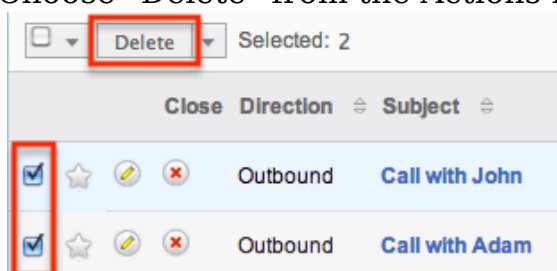 Choose "Delete" from the Actions
Delete Selected: 2
Close Direction Subject
Outbound Call with John
Outbound Call with Adam